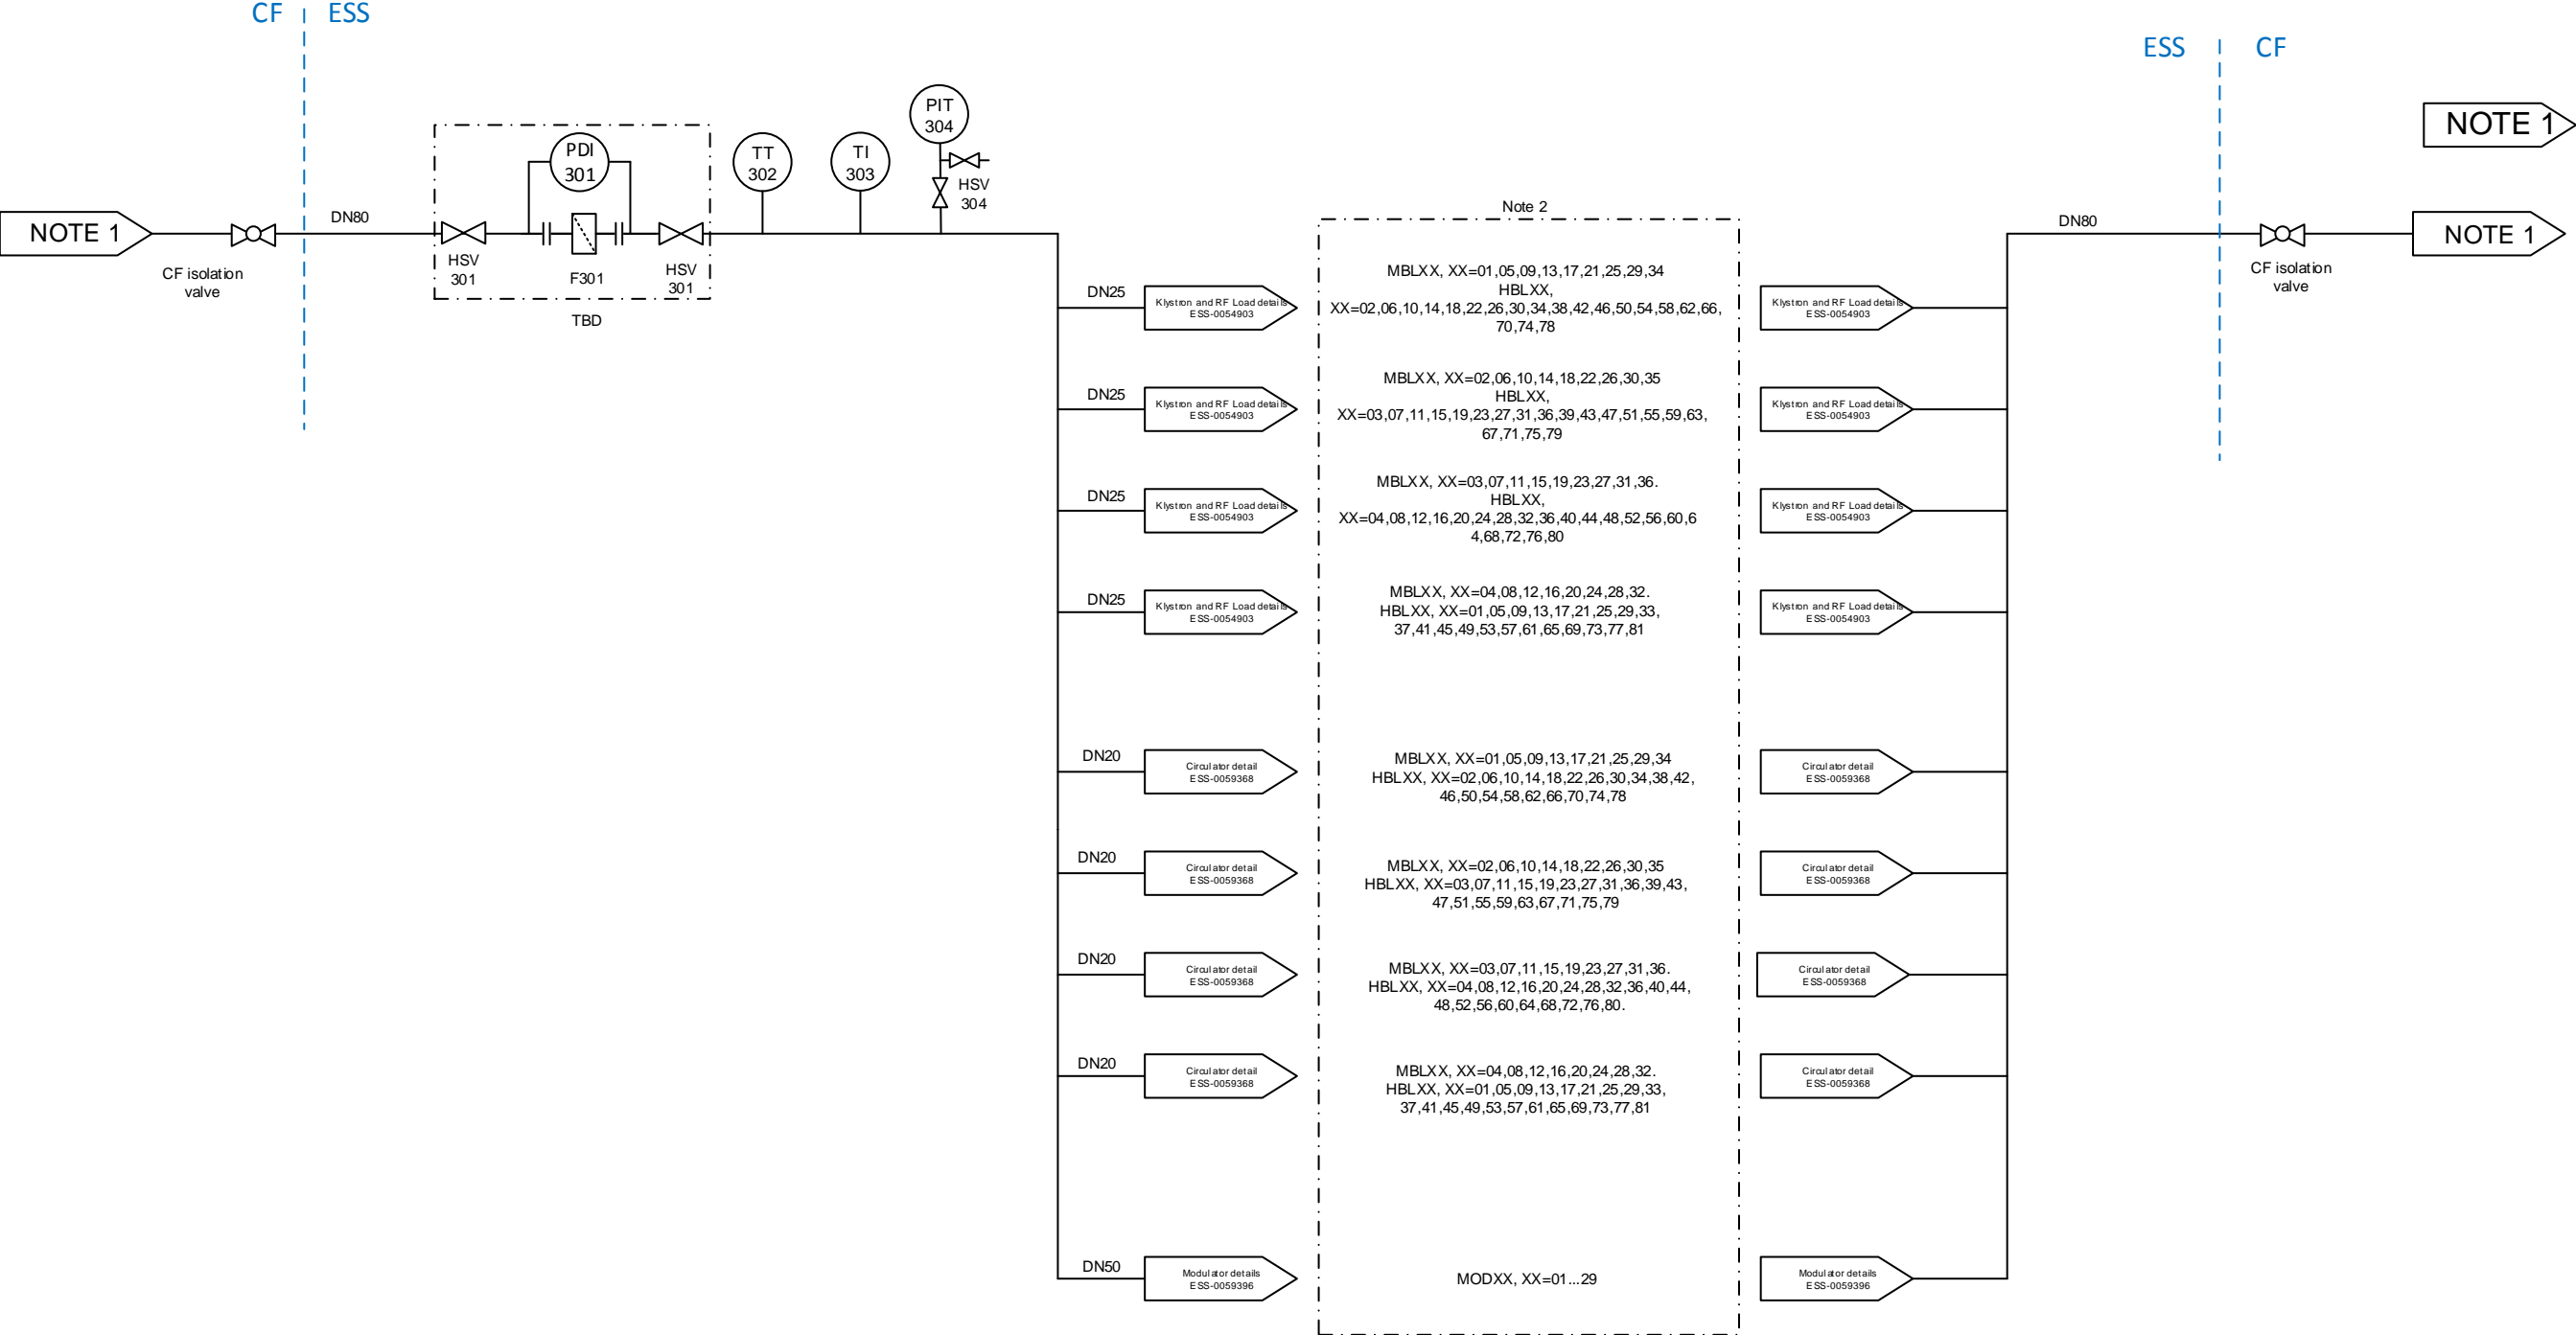 CF
ESS
ESS
CF
NOTE 1
PIT
304
PDI
301
TT
302
TI
303
HSV
304
NOTE 1
DN80
CF isolation
valve
HSV
301
F301
HSV
301
TBD
Note 2
DN80
CF isolation
valve
NOTE 1
DN25
Klystron and RF Load details
ESS-0054903
MBLXX, XX=01,05,09,13,17,21,25,29,34
HBLXX,
XX=02,06,10,14,18,22,26,30,34,38,42,46,50,54,58,62,66,
70,74,78
Klystron and RF Load details
ESS-0054903
DN25
Klystron and RF Load details
ESS-0054903
MBLXX, XX=02,06,10,14,18,22,26,30,35
HBLXX,
XX=03,07,11,15,19,23,27,31,36,39,43,47,51,55,59,63,
67,71,75,79
Klystron and RF Load details
ESS-0054903
DN25
Klystron and RF Load details
ESS-0054903
MBLXX, XX=03,07,11,15,19,23,27,31,36.
HBLXX,
XX=04,08,12,16,20,24,28,32,36,40,44,48,52,56,60,6
4,68,72,76,80
Klystron and RF Load details
ESS-0054903
DN25
Klystron and RF Load details
ESS-0054903
MBLXX, XX=04,08,12,16,20,24,28,32.
HBLXX, XX=01,05,09,13,17,21,25,29,33,
37,41,45,49,53,57,61,65,69,73,77,81
Klystron and RF Load details
ESS-0054903
DN20
Circulator detail
ESS-0059368
MBLXX, XX=01,05,09,13,17,21,25,29,34
HBLXX, XX=02,06,10,14,18,22,26,30,34,38,42,
46,50,54,58,62,66,70,74,78
Circulator detail
ESS-0059368
DN20
Circulator detail
ESS-0059368
MBLXX, XX=02,06,10,14,18,22,26,30,35
HBLXX, XX=03,07,11,15,19,23,27,31,36,39,43,
47,51,55,59,63,67,71,75,79
Circulator detail
ESS-0059368
DN20
Circulator detail
ESS-0059368
MBLXX, XX=03,07,11,15,19,23,27,31,36.
HBLXX, XX=04,08,12,16,20,24,28,32,36,40,44,
48,52,56,60,64,68,72,76,80.
Circulator detail
ESS-0059368
DN20
Circulator detail
ESS-0059368
MBLXX, XX=04,08,12,16,20,24,28,32.
HBLXX, XX=01,05,09,13,17,21,25,29,33,
37,41,45,49,53,57,61,65,69,73,77,81
Circulator detail
ESS-0059368
DN50
Modulator details
ESS-0059396
MODXX, XX=01...29
Modulator details
ESS-0059396